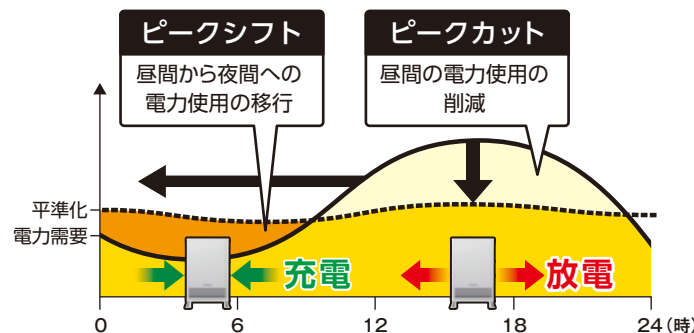 ピークシフト
昼間から夜間への
電力使用の移行
ピークカット
昼間の電力使用の
削減
平準化
電力需要
充電
放電
0
6
12
18
24(時)